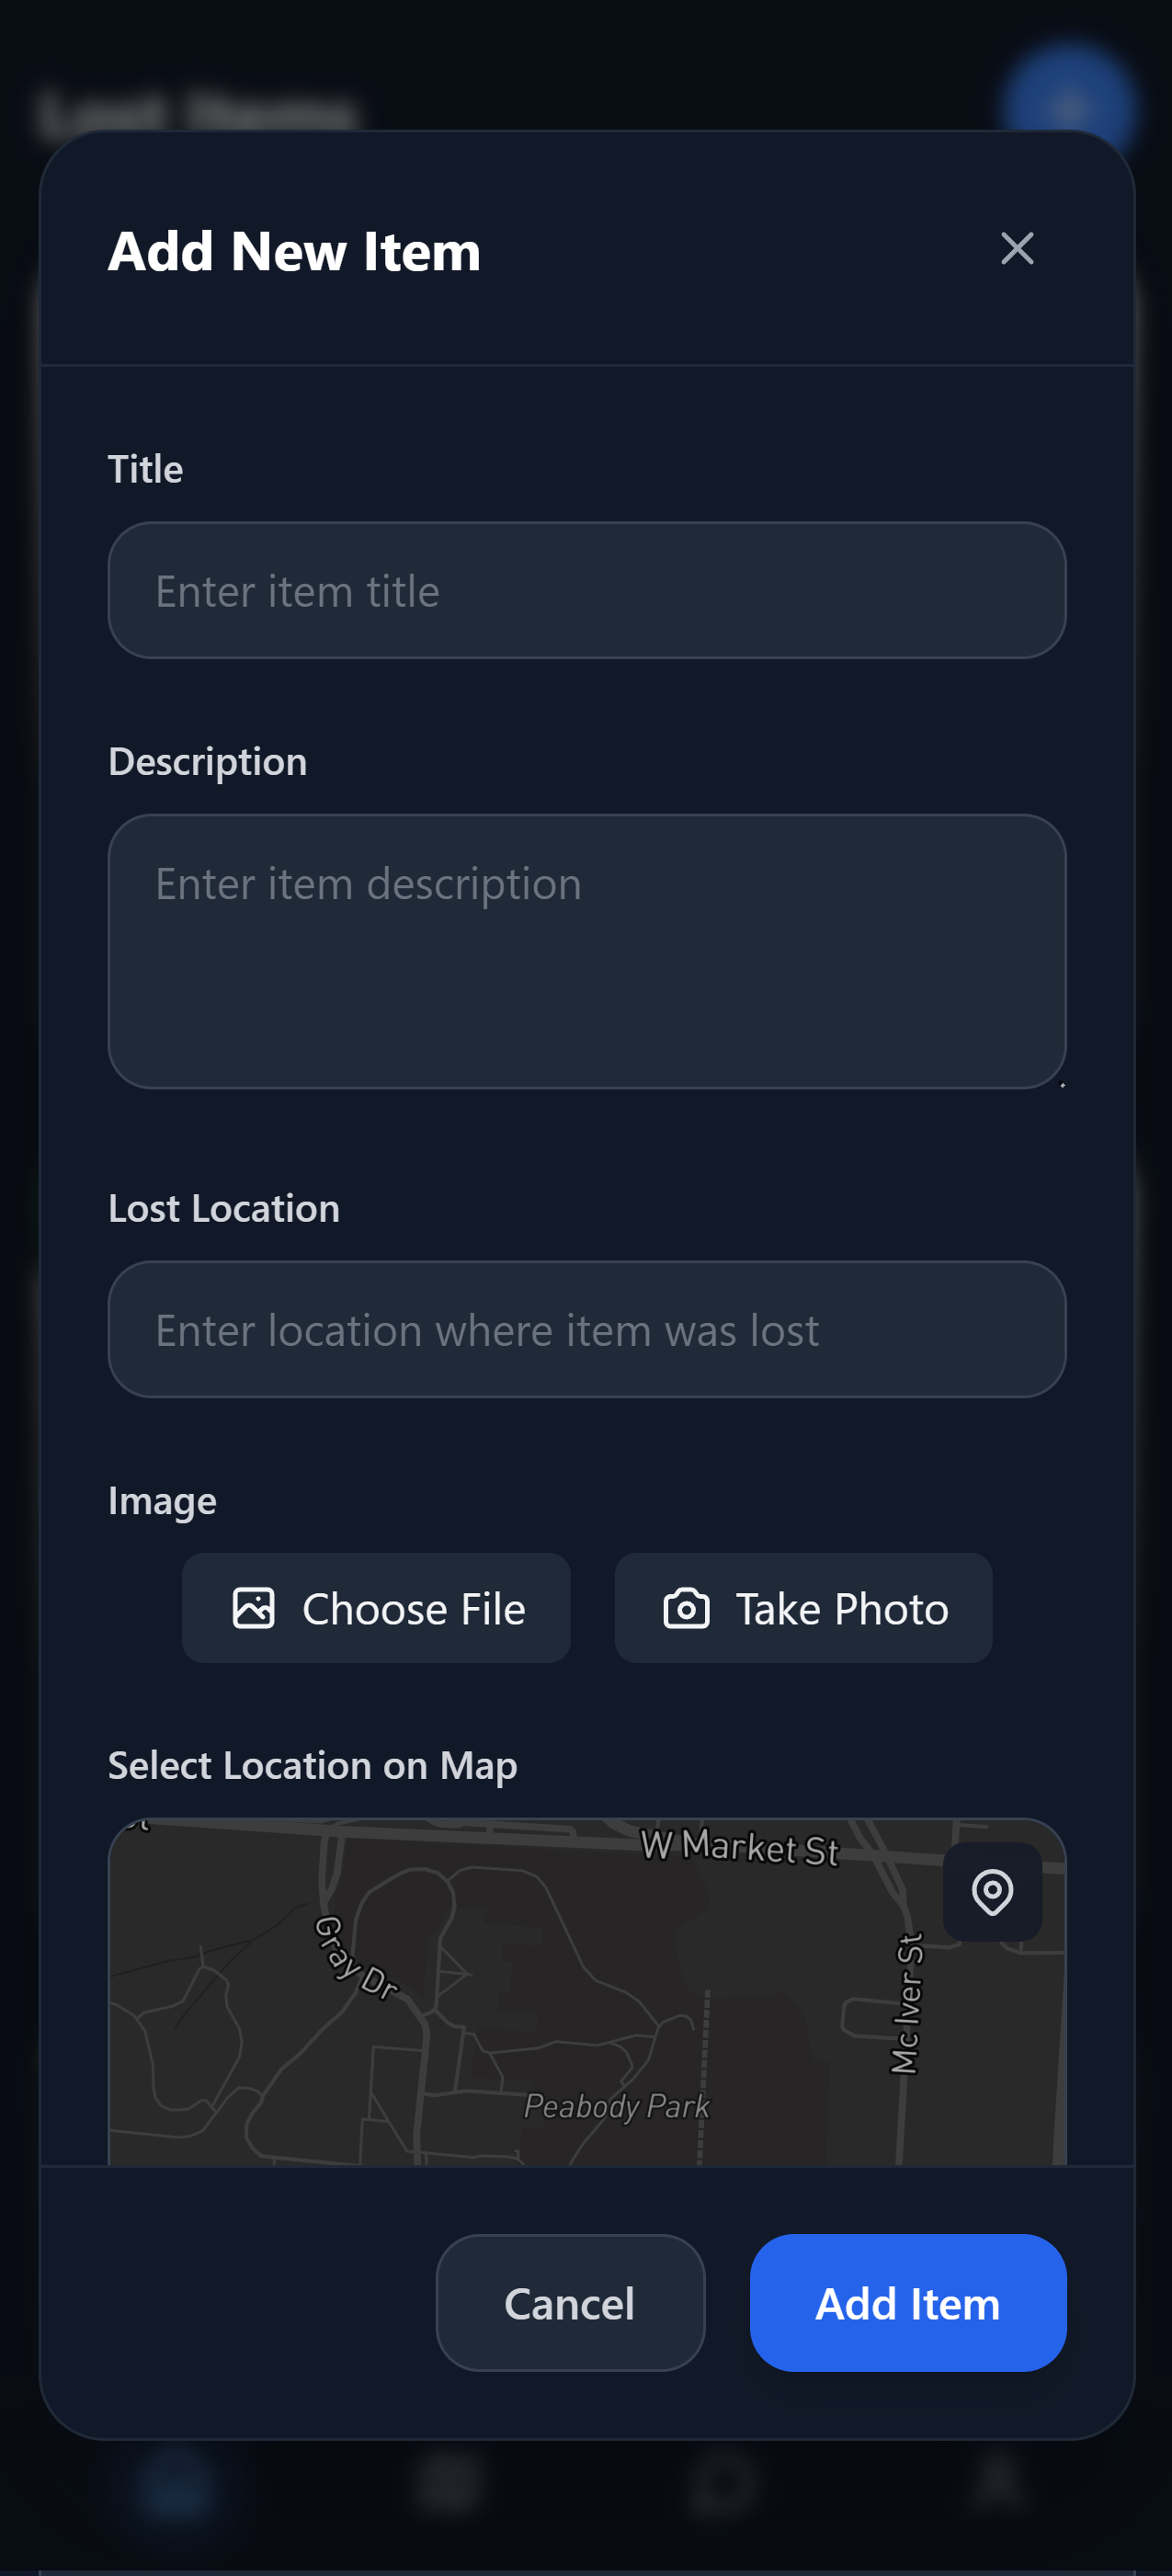 Lost Items
Add New Item
Title
Enter item title
Description
Enter item description
Lost Location
Enter location where item was lost
Image
Choose File
Take Photo
Select Location on Map
W Market St
Gray Dr
Mc Iver St
Peabody Park
Cancel
Add Item